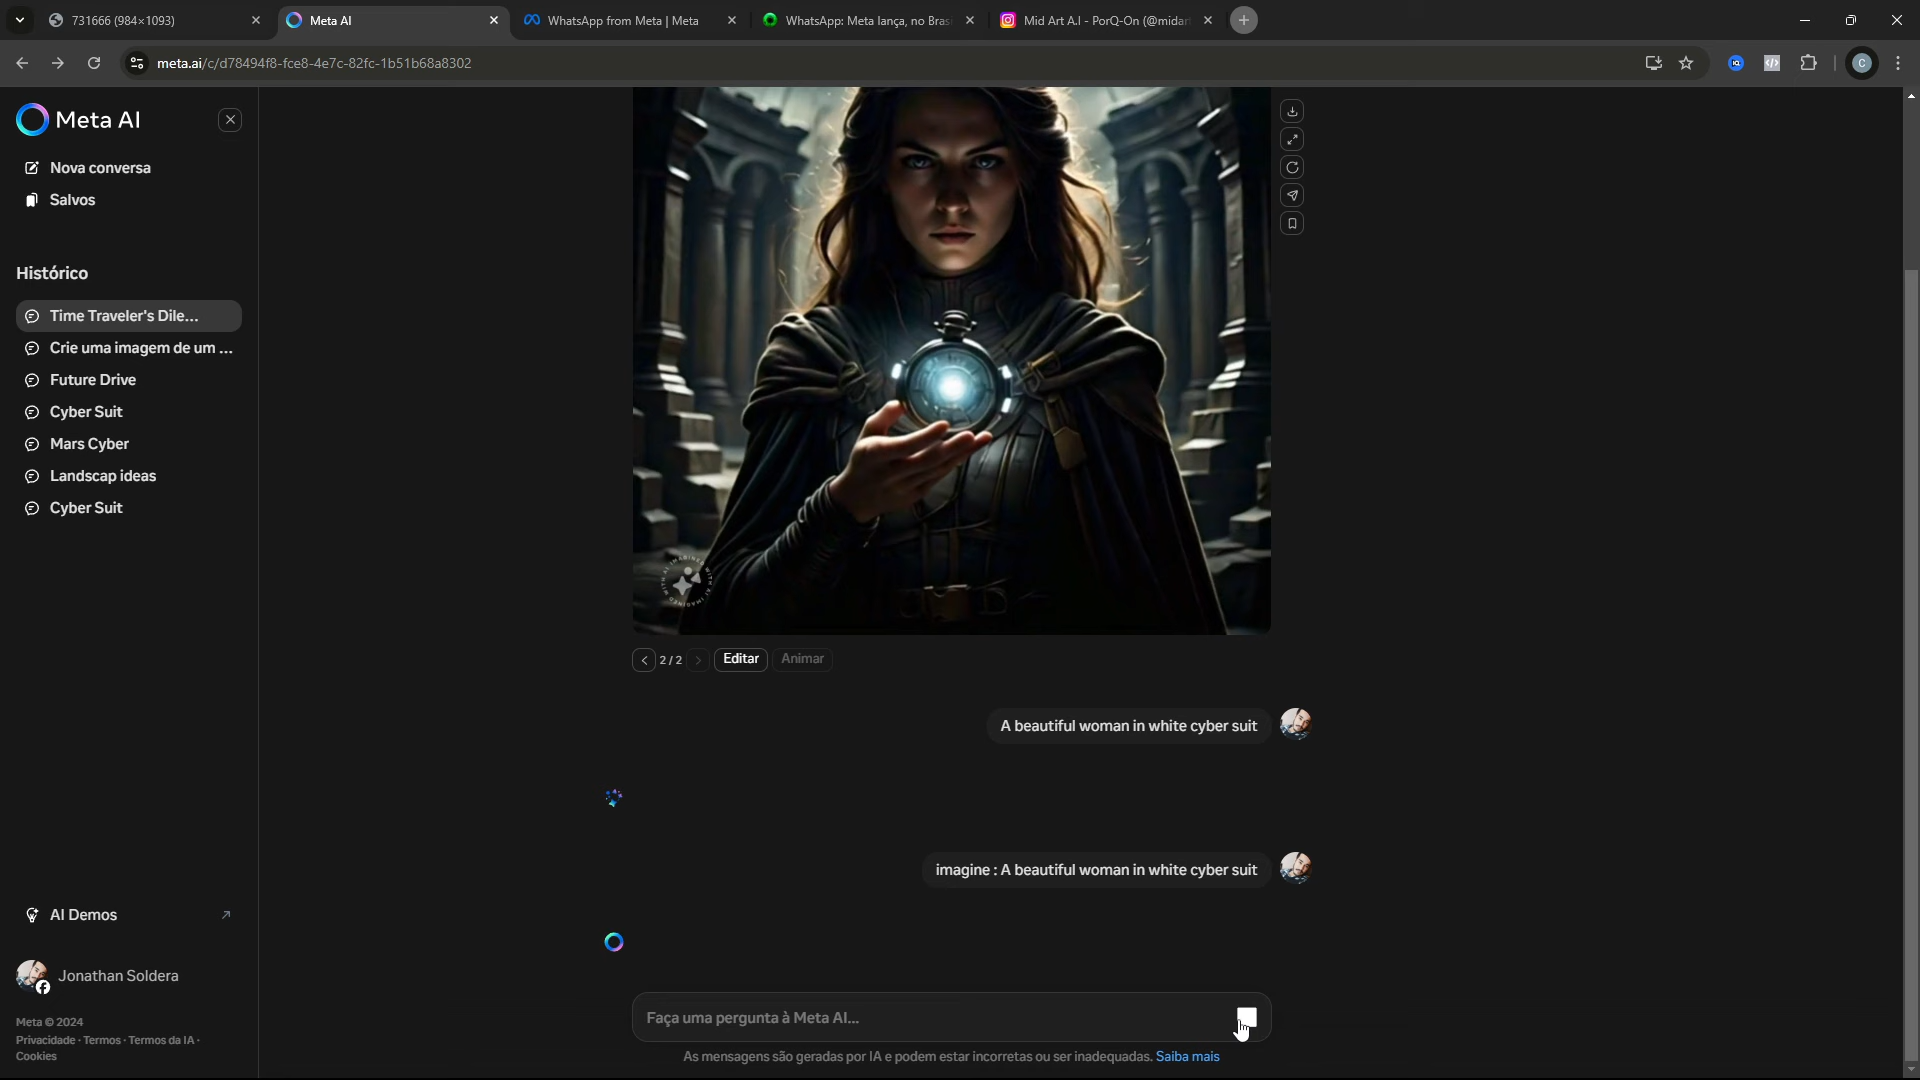 731666 (984×1093)
Meta AI
WhatsApp from Meta | Meta
WhatsApp: Meta lança, no Bras
Mid Art A.I - PorQ-On (@midar
meta.ai/c/d78494f8-fce8-4e7c-82fc-1b51b68a8302
C
Meta AI
Nova conversa
Salvos
Histórico
Time Traveler's Dile...
Crie uma imagem de um ...
Future Drive
Cyber Suit
Mars Cyber
Landscap ideas
Cyber Suit
AI Demos
Jonathan Soldera
Meta © 2024
Privacidade · Termos · Termos da IA ·
Cookies
IMAGINED WITH AI
2 / 2
Editar
Animar
A beautiful woman in white cyber suit
imagine : A beautiful woman in white cyber suit
Faça uma pergunta à Meta AI...
As mensagens são geradas por IA e podem estar incorretas ou ser inadequadas. Saiba mais